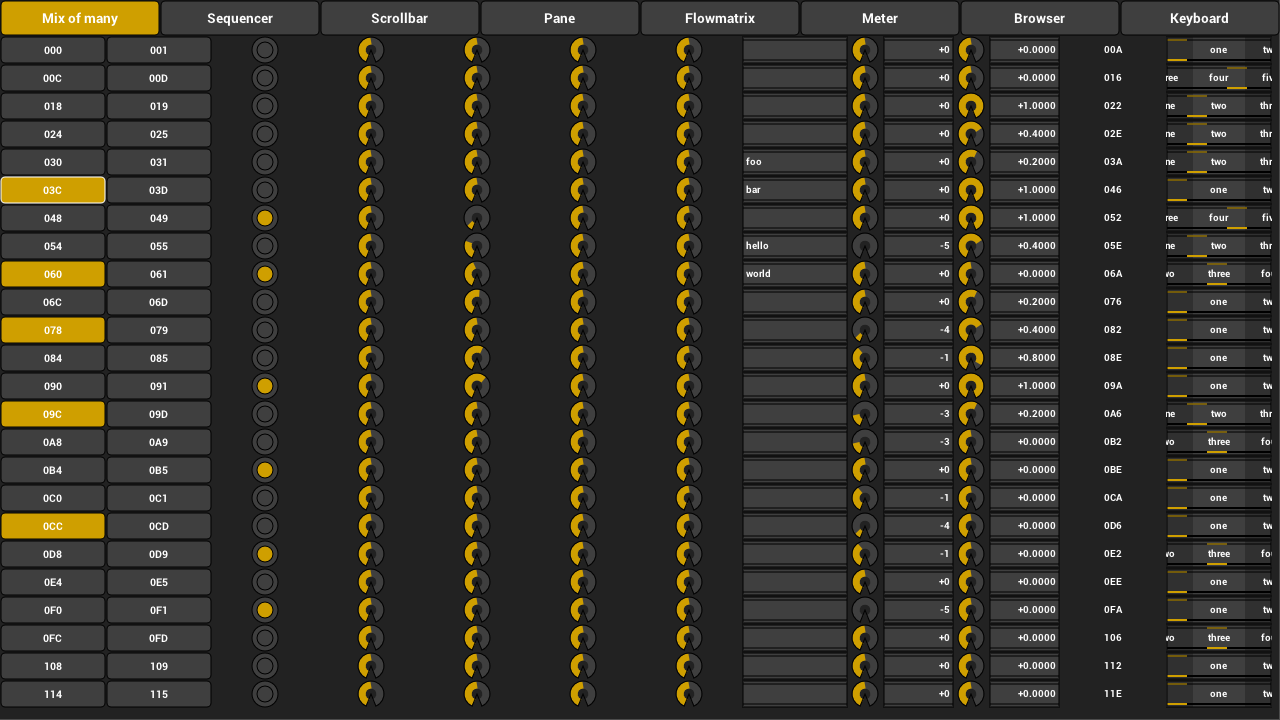 Mix of many Sequencer Scrollbar Pane Flowmatrix Meter Browser Keyboard
000 001 +0 +0.0000 00A one tw
00C 00D +0 +0.0000 016 ree four fiv
018 019 +0 +1.0000 022 ne two thr
024 025 +0 +0.4000 02E ne two thr
030 031 foo +0 +0.2000 03A ne two thr
03C 03D bar +0 +1.0000 046 one tw
048 049 +0 +1.0000 052 ree four fiv
054 055 hello -5 +0.4000 05E ne two thr
060 061 world +0 +0.0000 06A wo three fou
06C 06D +0 +0.2000 076 one tw
078 079 -4 +0.4000 082 one tw
084 085 -1 +0.8000 08E one tw
090 091 +0 +1.0000 09A one tw
09C 09D -3 +0.2000 0A6 ne two thr
0A8 0A9 -3 +0.0000 0B2 wo three fou
0B4 0B5 +0 +0.0000 0BE one tw
0C0 0C1 -1 +0.0000 0CA one tw
0CC 0CD -4 +0.0000 0D6 one tw
0D8 0D9 -1 +0.0000 0E2 wo three fou
0E4 0E5 +0 +0.0000 0EE one tw
0F0 0F1 -5 +0.0000 0FA one tw
0FC 0FD +0 +0.0000 106 wo three fou
108 109 +0 +0.0000 112 one tw
114 115 +0 +0.0000 11E one tw